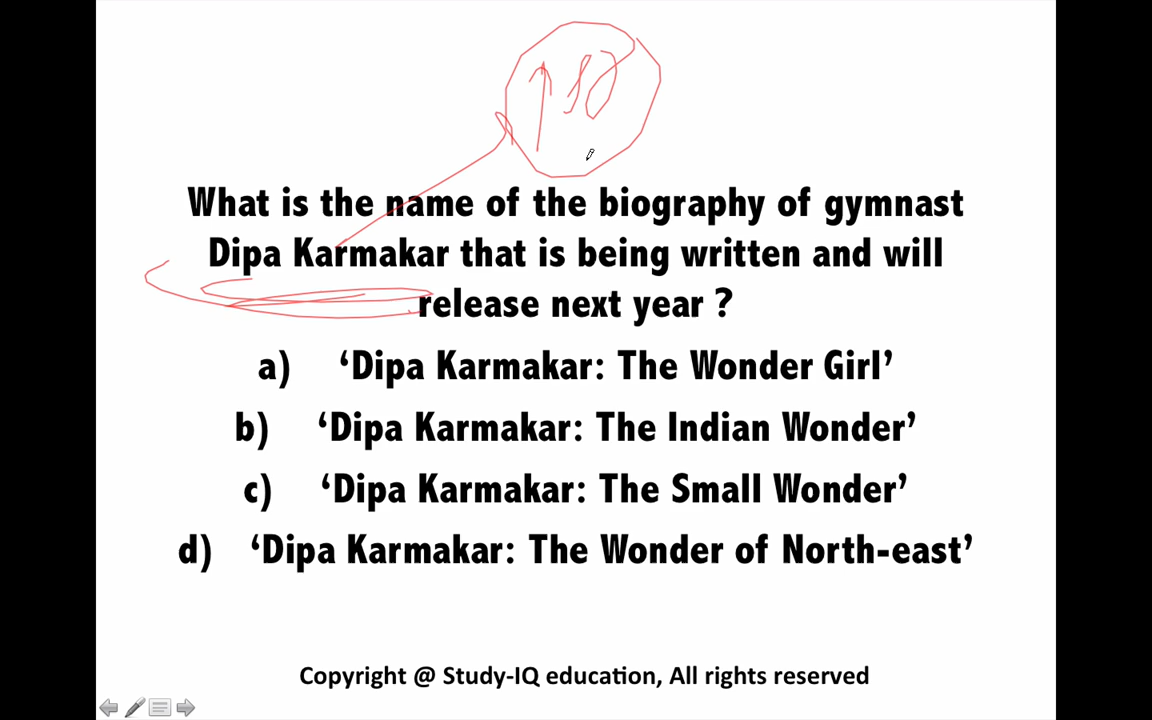 What is the name of the biography of gymnast
Dipa Karmakar that is being written and will
release next year ?
a) ‘Dipa Karmakar: The Wonder Girl’
b) ‘Dipa Karmakar: The Indian Wonder’
c) ‘Dipa Karmakar: The Small Wonder’
d) ‘Dipa Karmakar: The Wonder of North-east’
Copyright @ Study-IQ education, All rights reserved